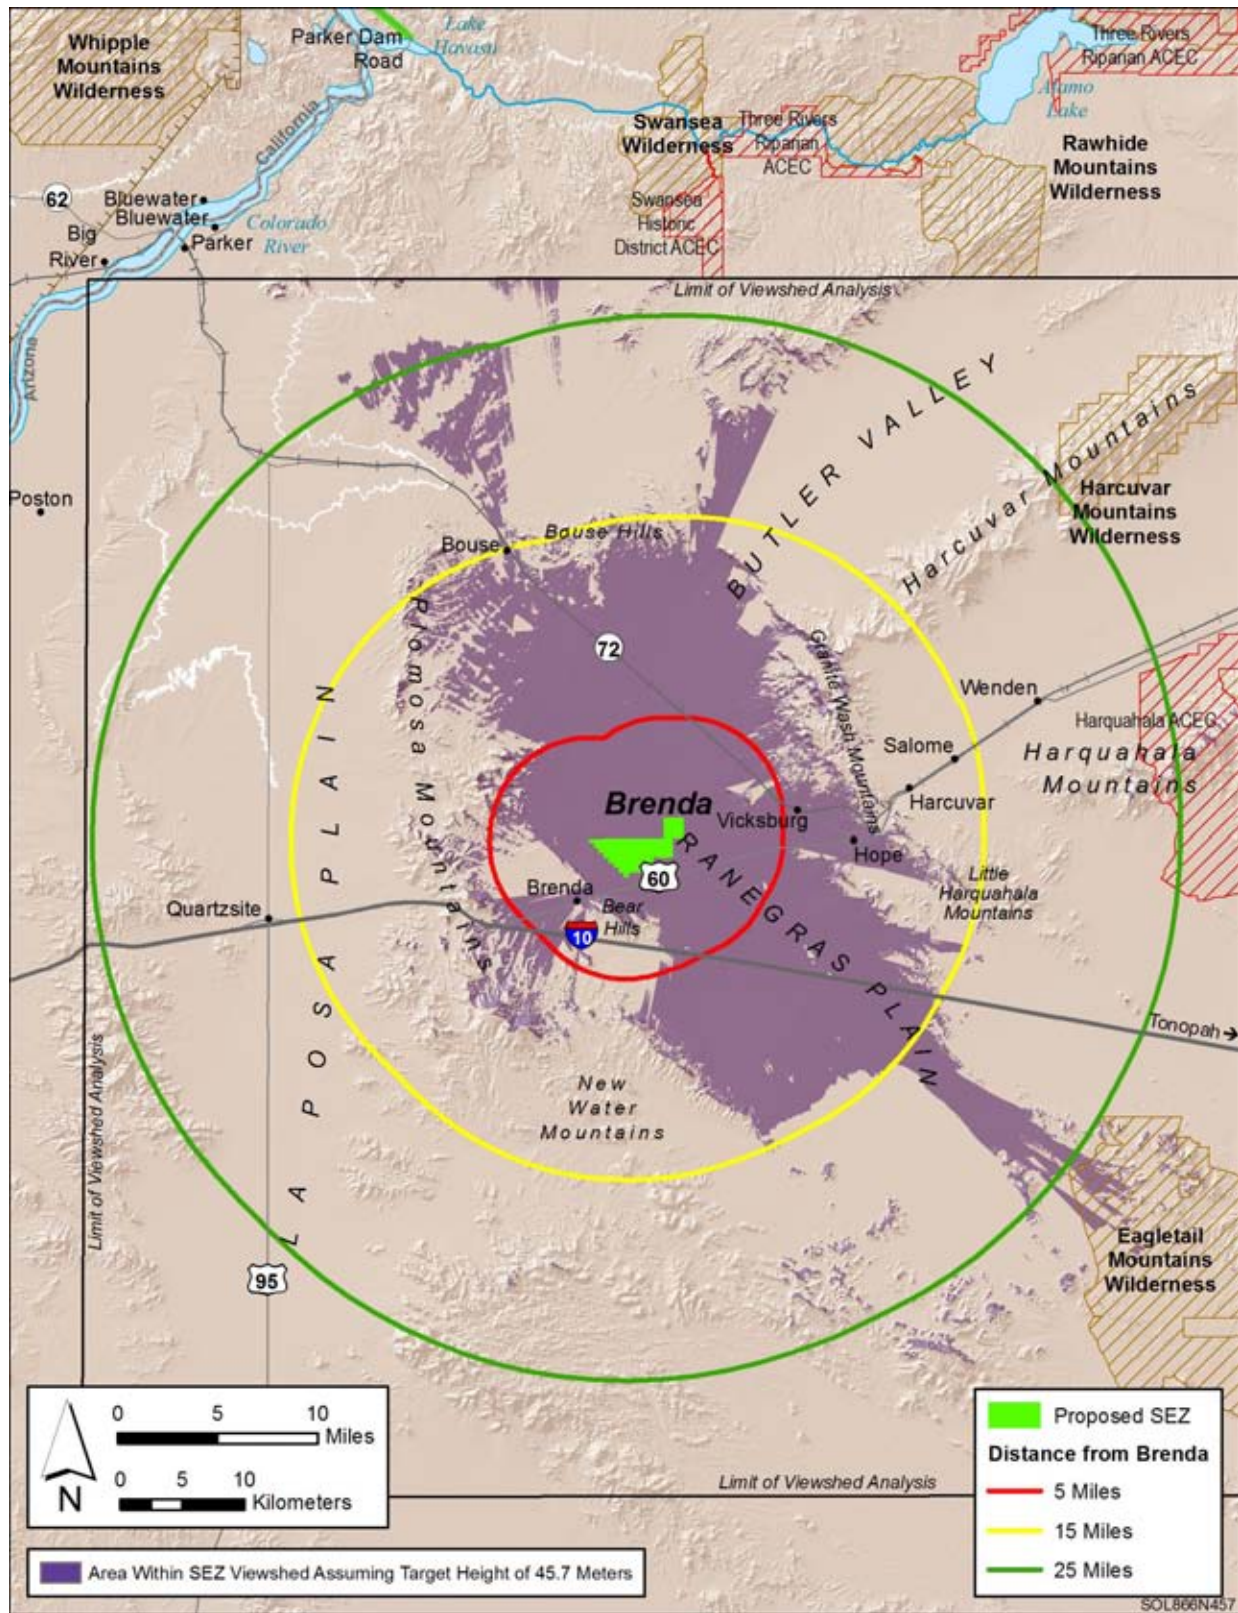 Whipple
Mountains
Wilderness
Parker Dam
Road
Lake
Havasu
Three Rivers
Riparian ACEC
Alamo
Lake
California
Swansea
Wilderness
Three Rivers
Riparian
ACEC
Rawhide
Mountains
Wilderness
62
Bluewater
Bluewater
Colorado
River
Big
River
Parker
Swansea
Historic
District ACEC
Limit of Viewshed Analysis
Arizona
BUTLER VALLEY
Harcuvar Mountains
Harcuvar
Mountains
Wilderness
Poston
Bouse
Bouse Hills
Plomosa Mountains
72
Granite Wash Mountains
Wenden
Harquahala ACEC
Harquahala
Mountains
Salome
Harcuvar
LA POSA PLAIN
Brenda
Vicksburg
Hope
RANEGRAS PLAIN
60
Little
Harquahala
Mountains
Brenda
Bear
Hills
Quartzsite
10
Tonopah
Limit of Viewshed Analysis
New
Water
Mountains
Eagletail
Mountains
Wilderness
95
0 5 10
Miles
0 5 10
Kilometers
N
Limit of Viewshed Analysis
Proposed SEZ
Distance from Brenda
5 Miles
15 Miles
25 Miles
Area Within SEZ Viewshed Assuming Target Height of 45.7 Meters
SOL866N457